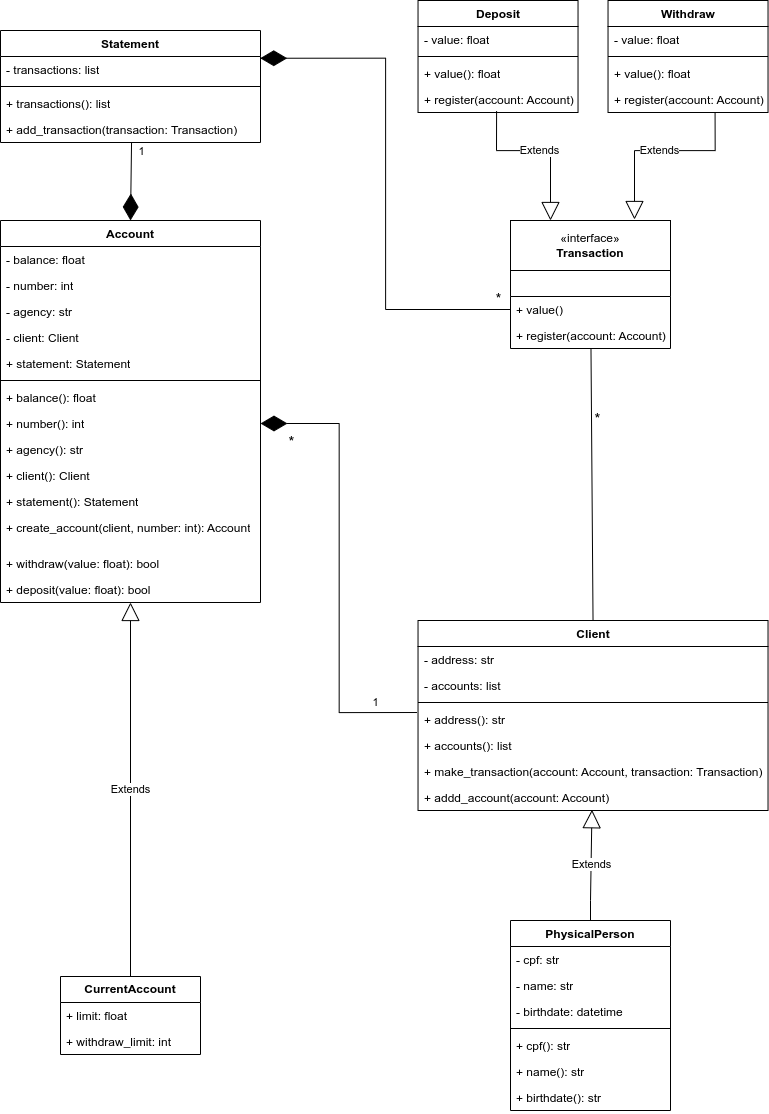 Statement
- transactions: list
+ transactions(): list
+ add_transaction(transaction: Transaction)
1
Deposit
- value: float
+ value(): float
+ register(account: Account)
Withdraw
- value: float
+ value(): float
+ register(account: Account)
Extends
Extends
«interface»
Transaction
+ value()
+ register(account: Account)
*
*
Account
- balance: float
- number: int
- agency: str
- client: Client
+ statement: Statement
+ balance(): float
+ number(): int
+ agency(): str
+ client(): Client
+ statement(): Statement
+ create_account(client, number: int): Account
+ withdraw(value: float): bool
+ deposit(value: float): bool
*
1
Client
- address: str
- accounts: list
+ address(): str
+ accounts(): list
+ make_transaction(account: Account, transaction: Transaction)
+ addd_account(account: Account)
Extends
Extends
PhysicalPerson
- cpf: str
- name: str
- birthdate: datetime
+ cpf(): str
+ name(): str
+ birthdate(): str
CurrentAccount
+ limit: float
+ withdraw_limit: int